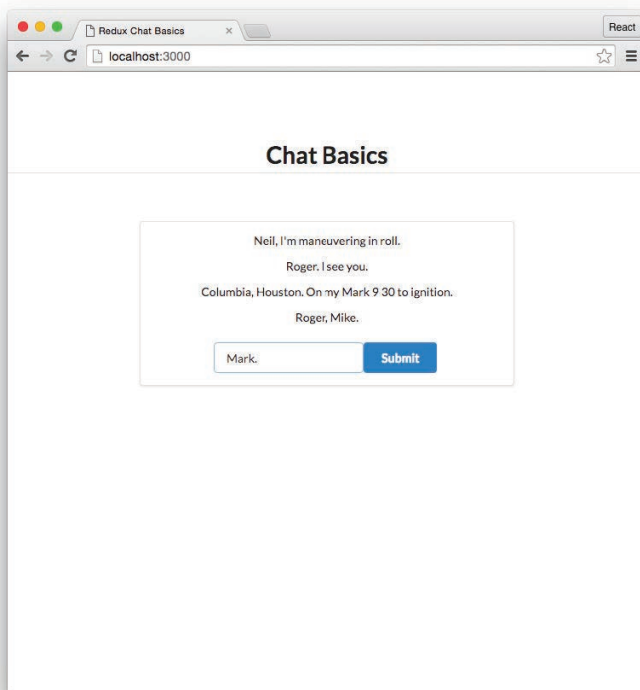 Redux Chat Basics
React
localhost:3000
Chat Basics
Neil, I'm maneuvering in roll.
Roger. I see you.
Columbia, Houston. On my Mark 9 30 to ignition.
Roger, Mike.
Mark.
Submit